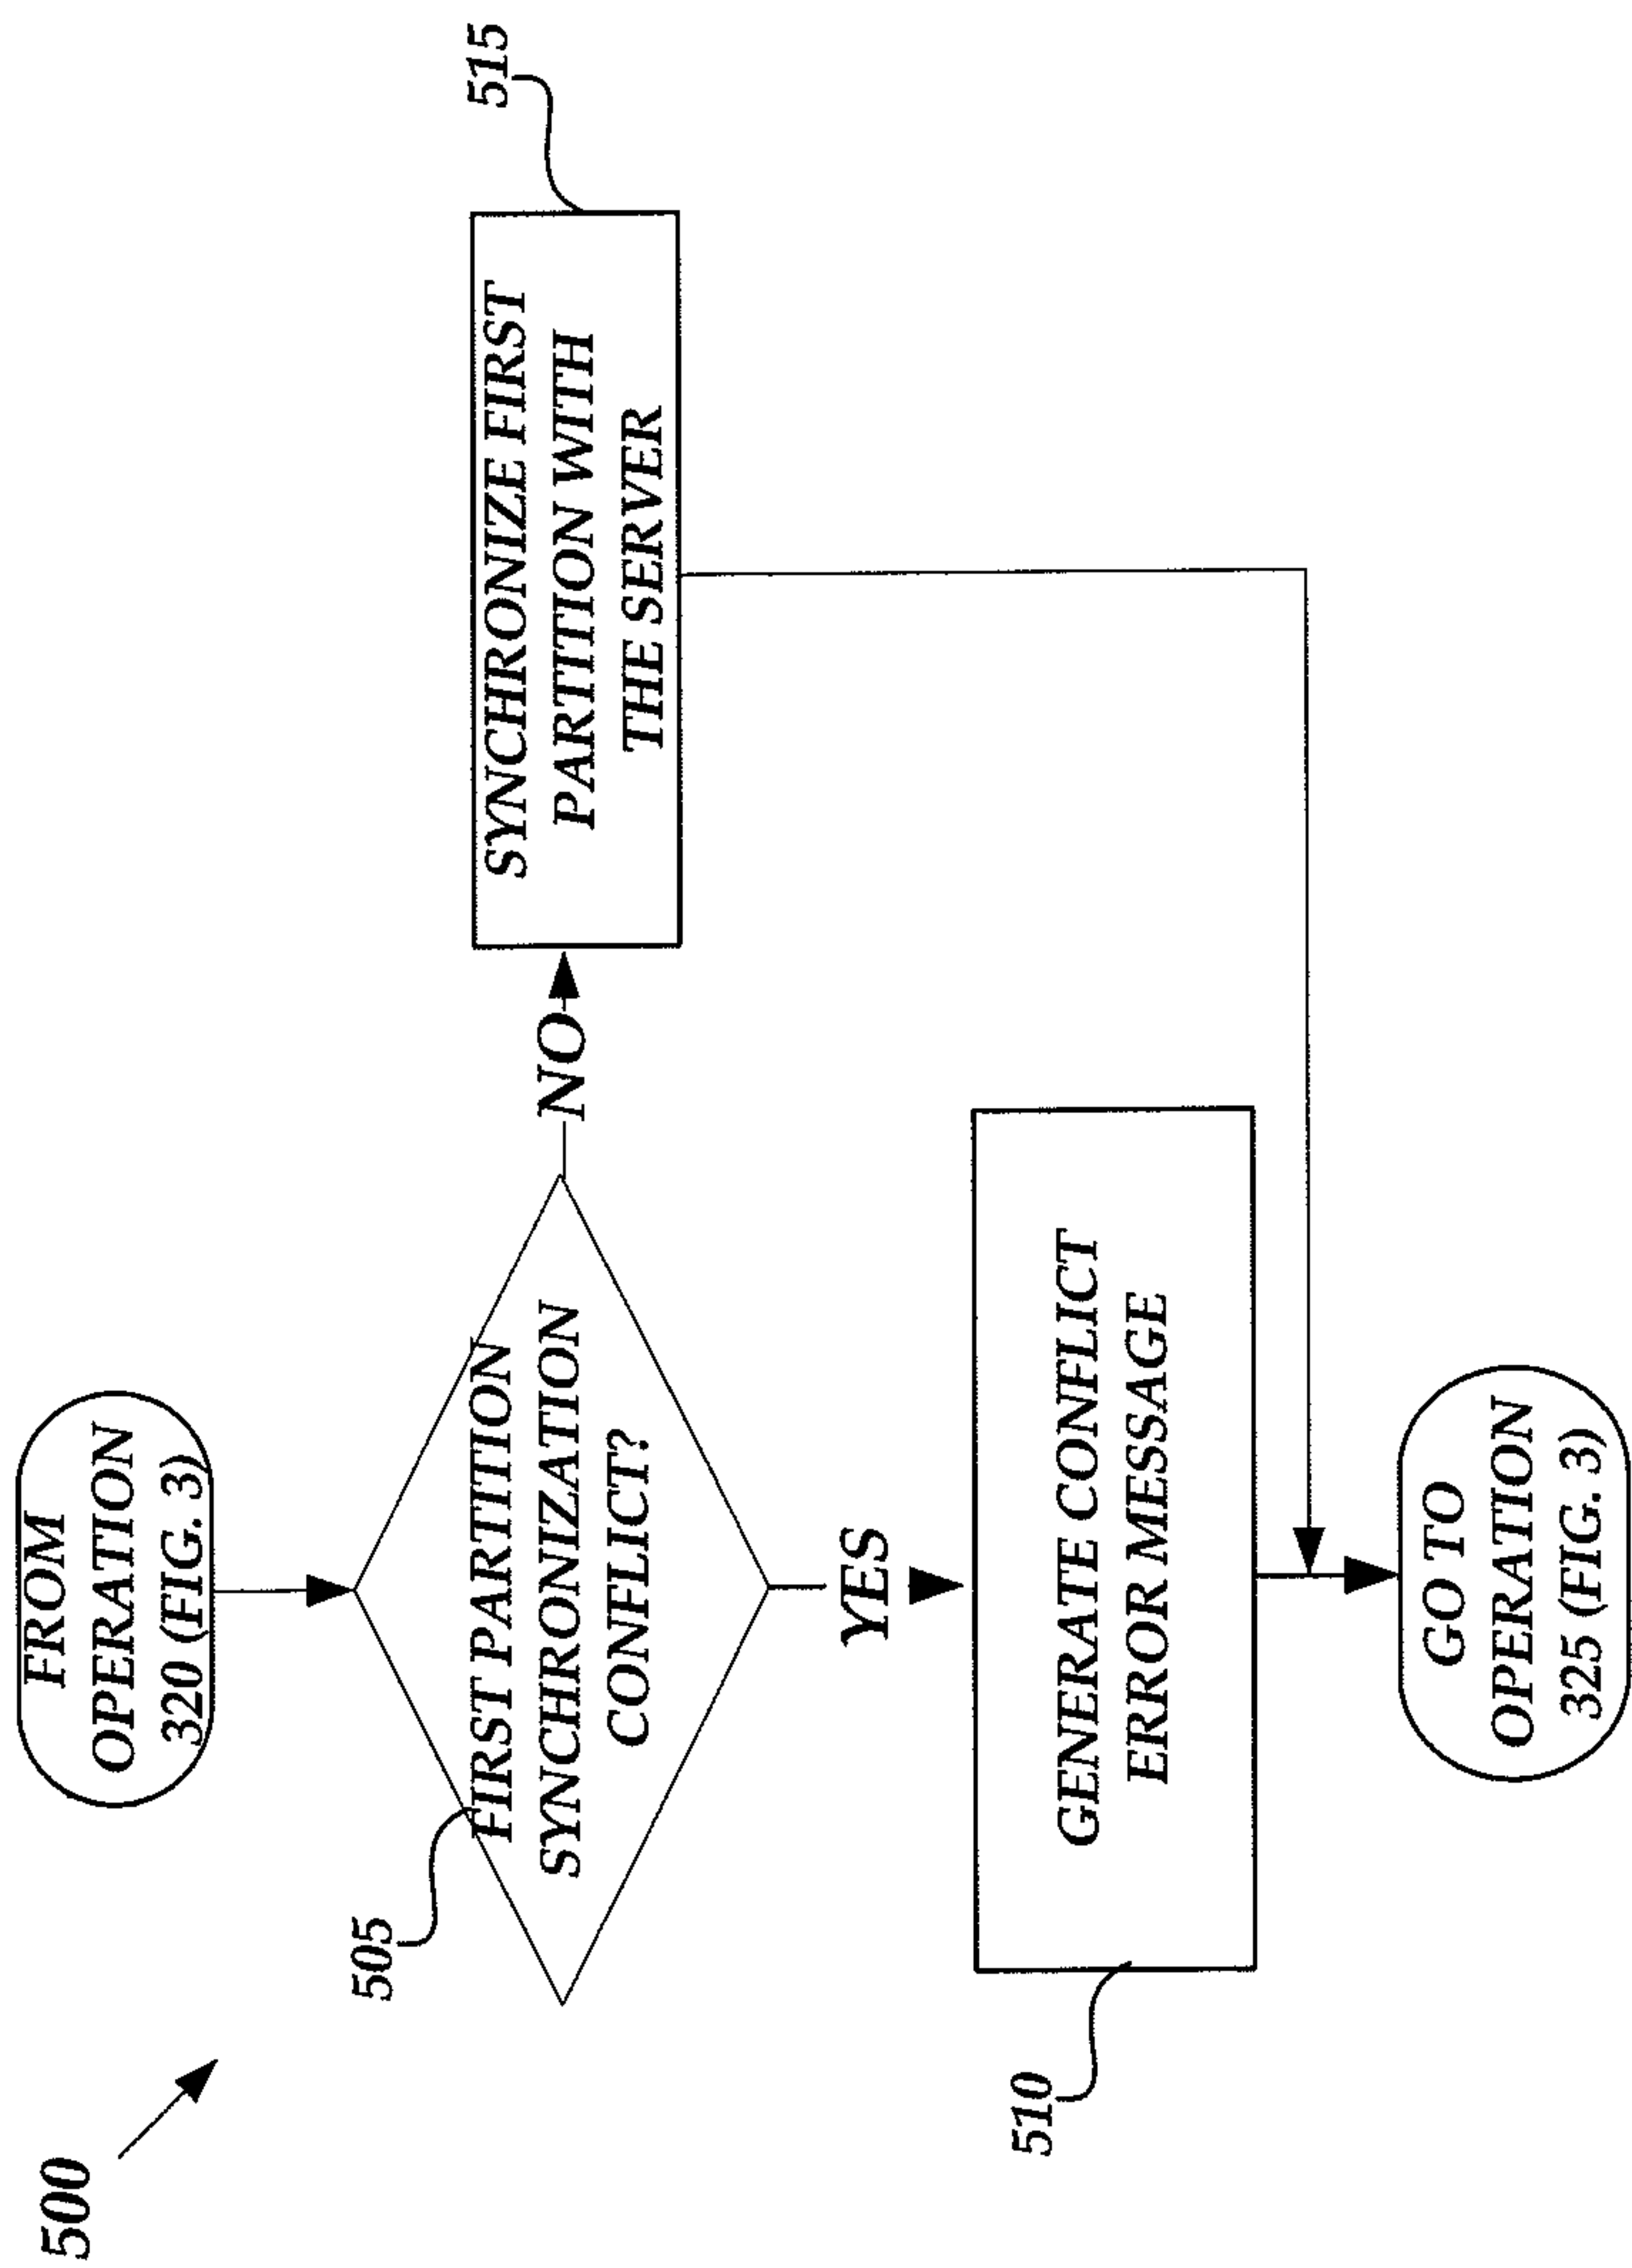 500
FROM
OPERATION
320 (FIG. 3)
505
FIRST PARTITION
SYNCHRONIZATION
CONFLICT?
NO
515
SYNCHRONIZE FIRST
PARTITION WITH
THE SERVER
YES
510
GENERATE CONFLICT
ERROR MESSAGE
GO TO
OPERATION
325 (FIG. 3)